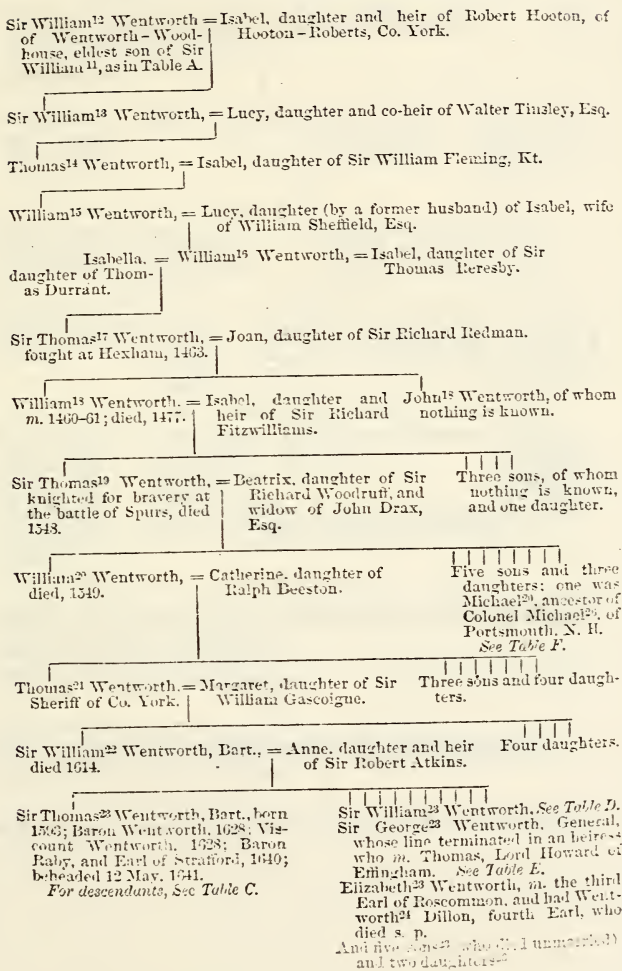 Sir William¹² Wentworth = Isabel, daughter and heir of Robert Hooton, of
of Wentworth-Wood- Hooton-Roberts, Co. York.
house, eldest son of Sir
William¹¹, as in Table A.
Sir William¹³ Wentworth, = Lucy, daughter and co-heir of Walter Tinsley, Esq.
Thomas¹⁴ Wentworth, = Isabel, daughter of Sir William Fleming, Kt.
William¹⁵ Wentworth, = Lucy, daughter (by a former husband) of Isabel, wife
of William Sheffield, Esq.
Isabella. = William¹⁶ Wentworth, = Isabel, daughter of Sir
daughter of Thom- Thomas Reresby.
as Durrant.
Sir Thomas¹⁷ Wentworth, = Joan, daughter of Sir Richard Redman.
fought at Hexham, 1463.
William¹⁸ Wentworth. = Isabel, daughter and John¹⁸ Wentworth, of whom
m. 1460-61; died, 1477. heir of Sir Richard nothing is known.
Fitzwilliams.
Sir Thomas¹⁹ Wentworth, = Beatrix, daughter of Sir Three sons, of whom
knighted for bravery at Richard Woodruff, and nothing is known,
the battle of Spurs, died widow of John Drax, and one daughter.
1548. Esq.
William²⁰ Wentworth, = Catherine. daughter of Five sons and three
died, 1549. Ralph Beeston. daughters; one was
Michael²⁰, ancestor of
Colonel Michael²⁶, of
Portsmouth, N. H.
See Table F.
Thomas²¹ Wentworth. = Margaret, daughter of Sir Three sons and four daugh-
Sheriff of Co. York. William Gascoigne. ters.
Sir William²² Wentworth, Bart., = Anne. daughter and heir Four daughters.
died 1614. of Sir Robert Atkins.
Sir Thomas²³ Wentworth, Bart., born
1593; Baron Wentworth, 1628; Vis-
count Wentworth. 1628; Baron
Raby, and Earl of Strafford, 1640;
beheaded 12 May. 1641.
For descendants, See Table C.
Sir William²³ Wentworth. See Table D.
Sir George²³ Wentworth, General,
whose line terminated in an heiress
who m. Thomas, Lord Howard of
Effingham. See Table E.
Elizabeth²³ Wentworth, m. the third
Earl of Roscommon, and had Went-
worth²⁴ Dillon, fourth Earl, who
died s. p.
And five sons²³ who died unmarried)
and two daughters